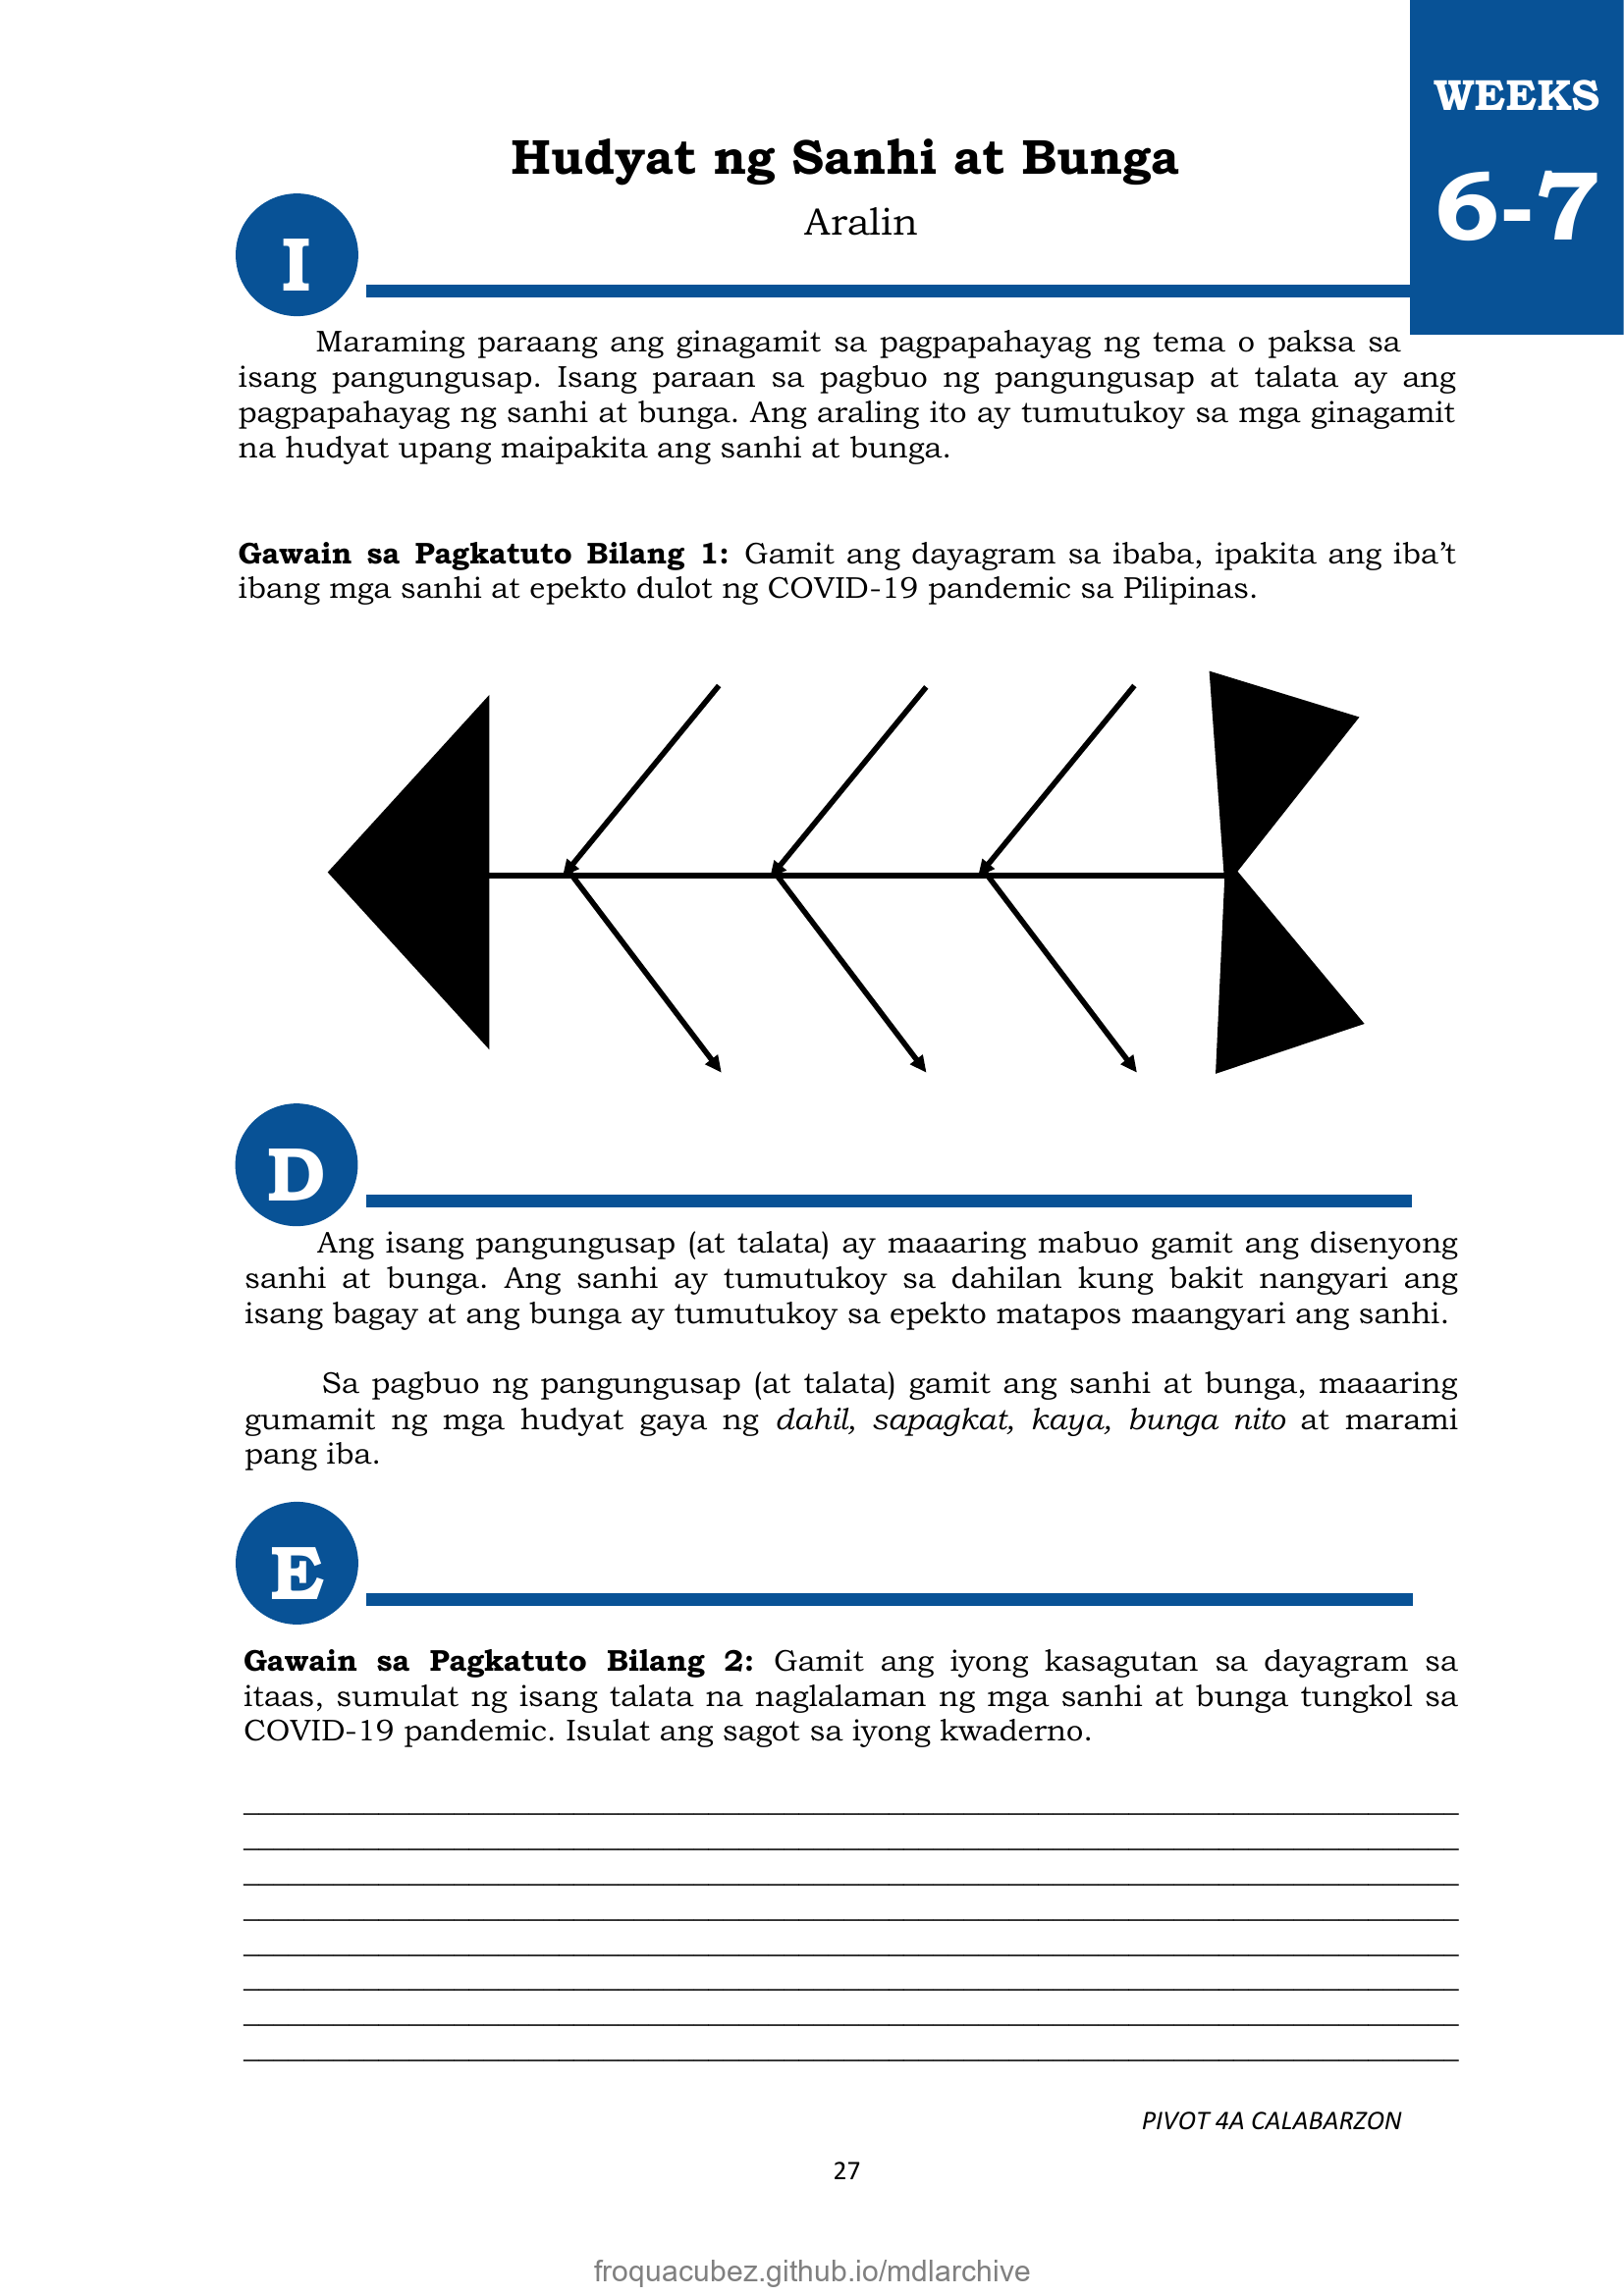 WEEKS
6-7
Hudyat ng Sanhi at Bunga
Aralin
I
Maraming paraang ang ginagamit sa pagpapahayag ng tema o paksa sa
isang pangungusap. Isang paraan sa pagbuo ng pangungusap at talata ay ang
pagpapahayag ng sanhi at bunga. Ang araling ito ay tumutukoy sa mga ginagamit
na hudyat upang maipakita ang sanhi at bunga.
Gawain sa Pagkatuto Bilang 1: Gamit ang dayagram sa ibaba, ipakita ang iba’t
ibang mga sanhi at epekto dulot ng COVID-19 pandemic sa Pilipinas.
D
Ang isang pangungusap (at talata) ay maaaring mabuo gamit ang disenyong
sanhi at bunga. Ang sanhi ay tumutukoy sa dahilan kung bakit nangyari ang
isang bagay at ang bunga ay tumutukoy sa epekto matapos maangyari ang sanhi.
Sa pagbuo ng pangungusap (at talata) gamit ang sanhi at bunga, maaaring
gumamit ng mga hudyat gaya ng dahil, sapagkat, kaya, bunga nito at marami
pang iba.
E
Gawain sa Pagkatuto Bilang 2: Gamit ang iyong kasagutan sa dayagram sa
itaas, sumulat ng isang talata na naglalaman ng mga sanhi at bunga tungkol sa
COVID-19 pandemic. Isulat ang sagot sa iyong kwaderno.
PIVOT 4A CALABARZON
27
froquacubez.github.io/mdlarchive